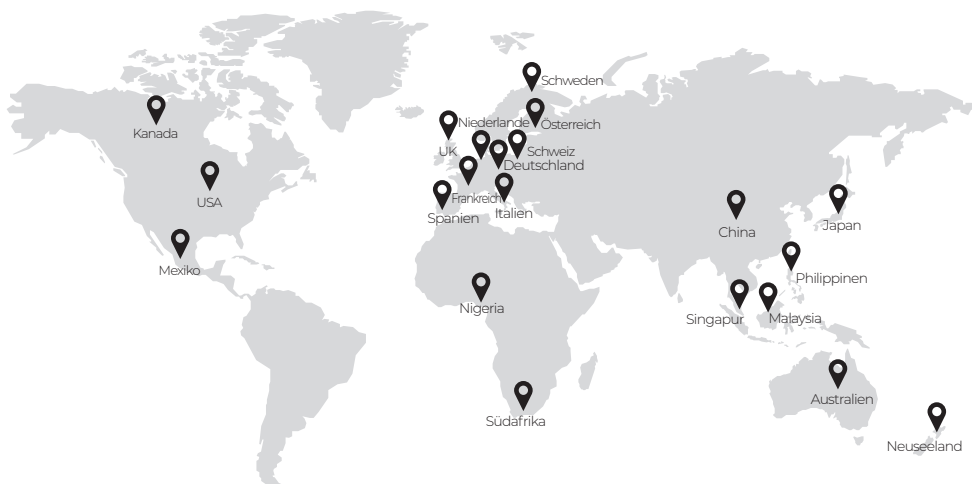 Schweden
Niederlande
Österreich
Kanada
UK
Schweiz
Deutschland
USA
Frankreich
Spanien
Italien
China
Japan
Mexiko
Philippinen
Nigeria
Singapur
Malaysia
Australien
Südafrika
Neuseeland